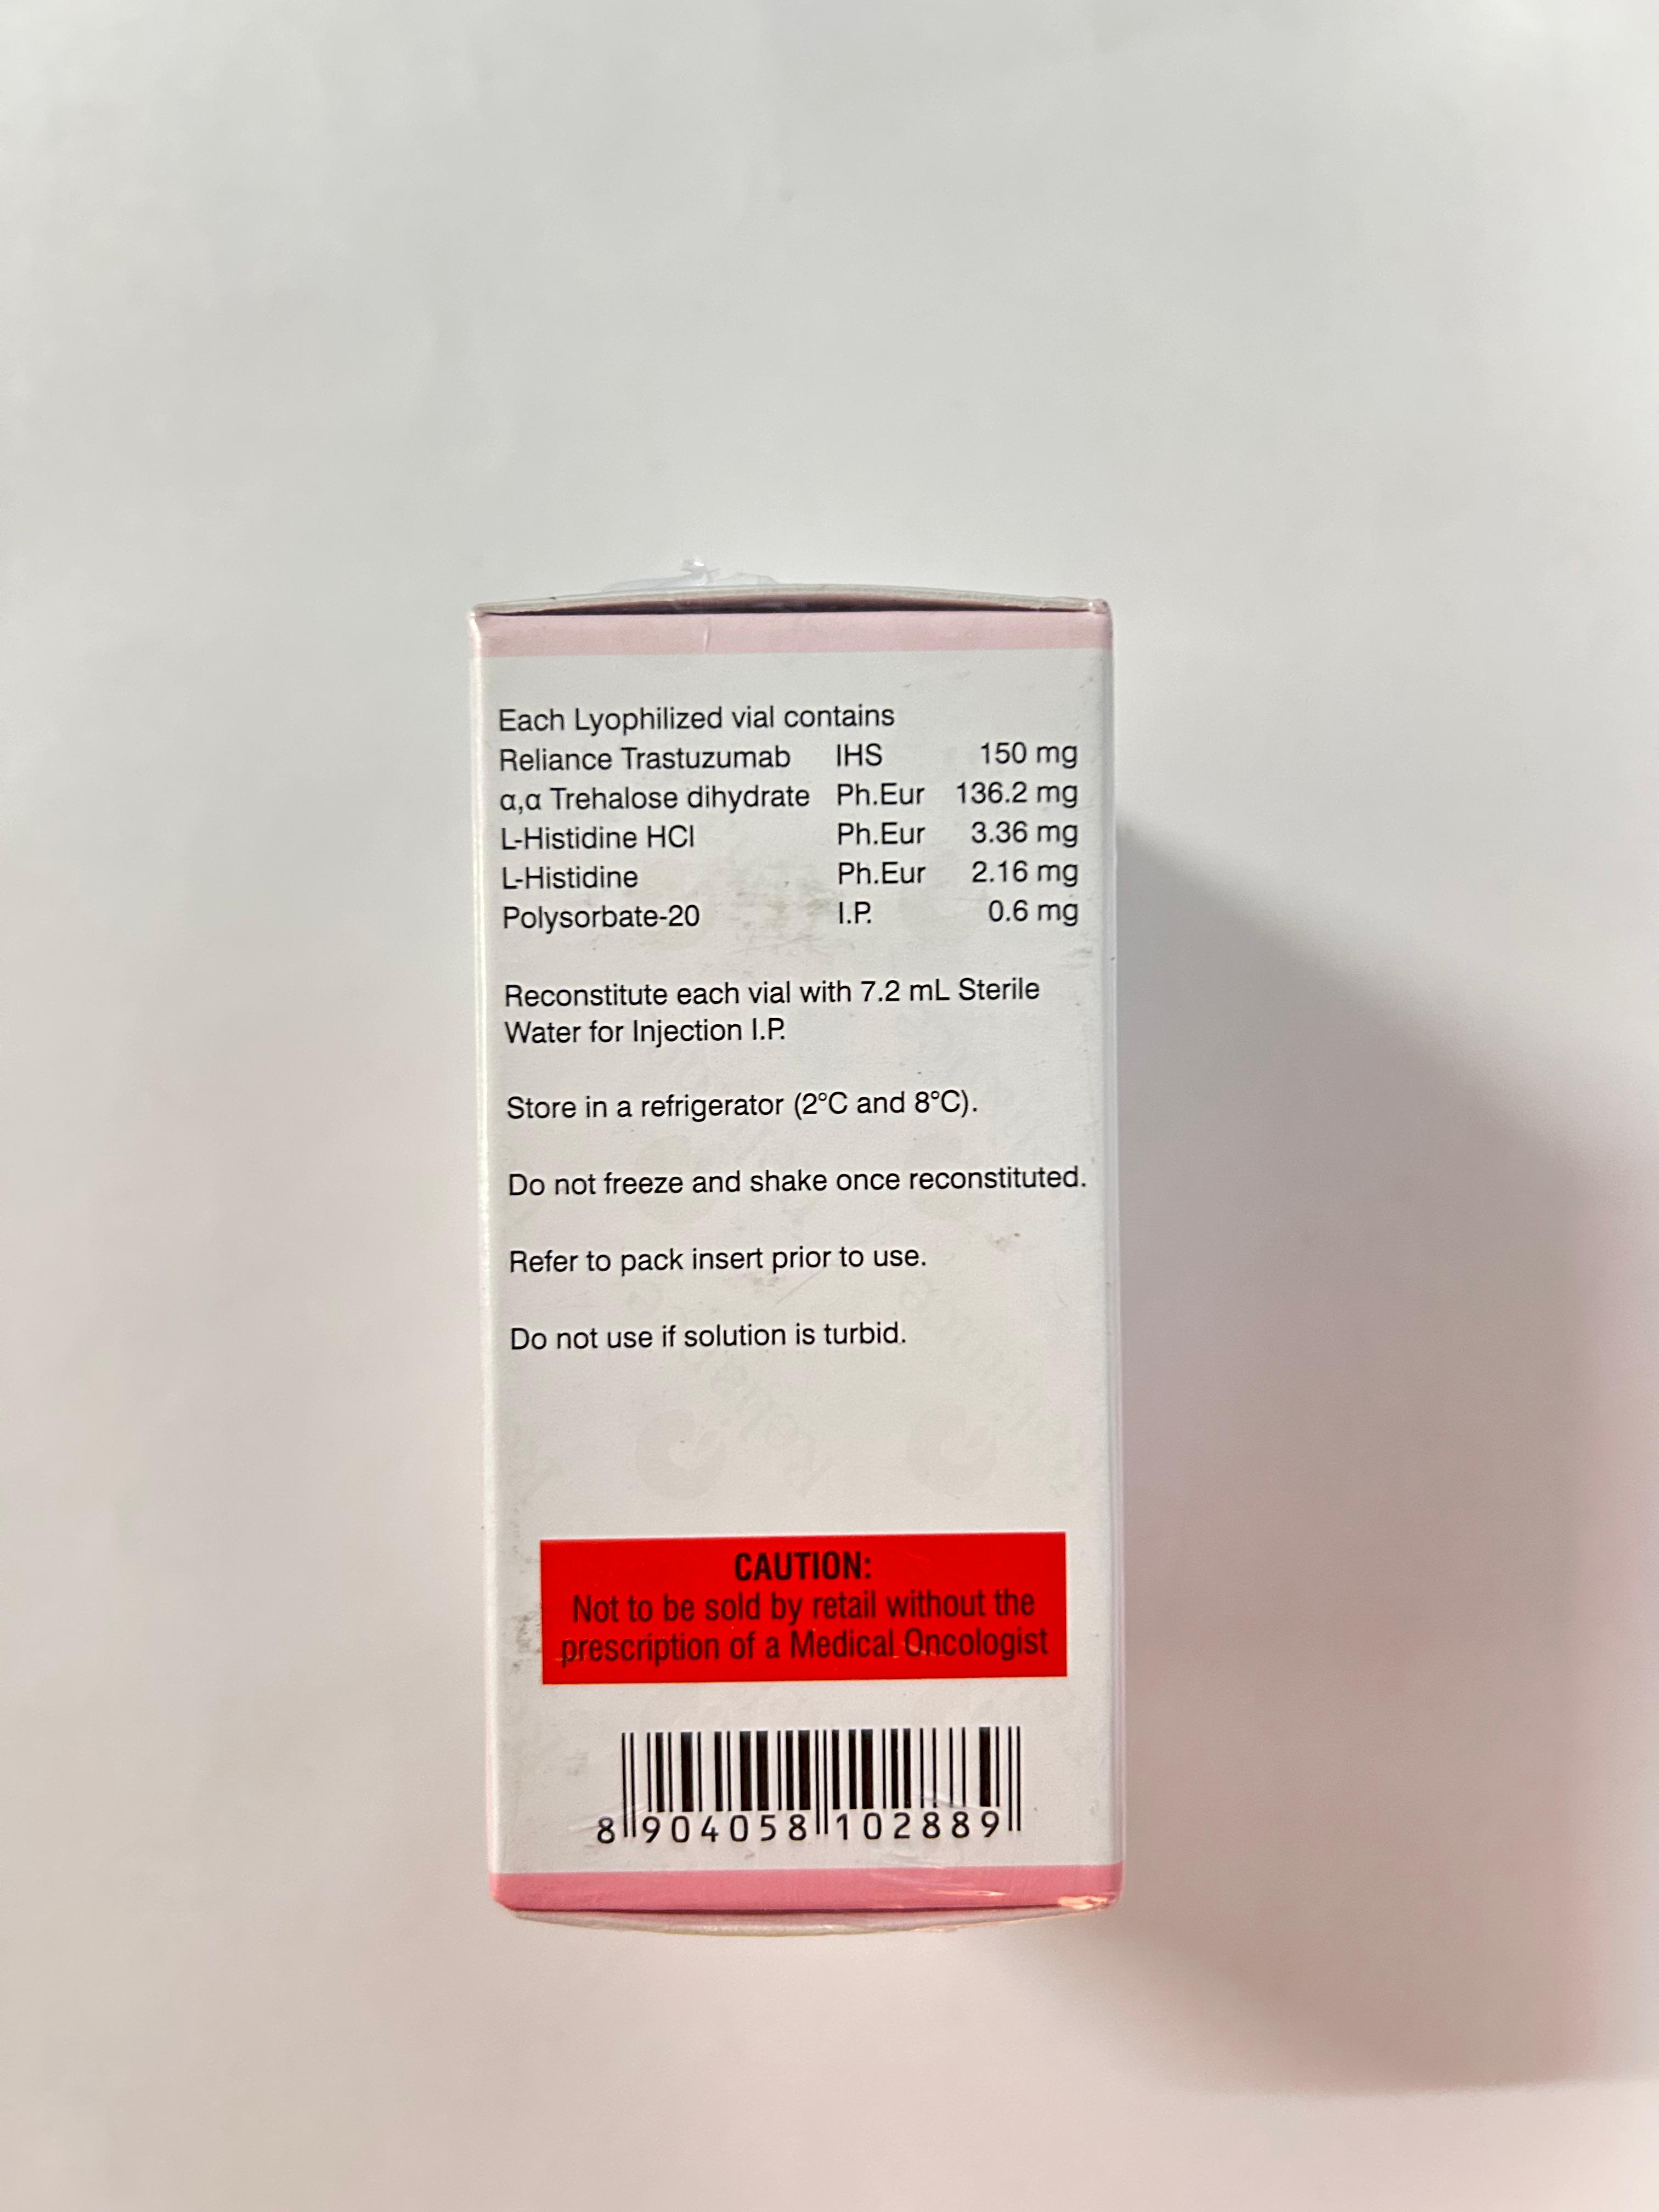 Each Lyophilized vial contains
Reliance Trastuzumab IHS 150 mg
α,α Trehalose dihydrate Ph.Eur 136.2 mg
L-Histidine HCl Ph.Eur 3.36 mg
L-Histidine Ph.Eur 2.16 mg
Polysorbate-20 I.P. 0.6 mg
Reconstitute each vial with 7.2 mL Sterile
Water for Injection I.P.
Store in a refrigerator (2°C and 8°C).
Do not freeze and shake once reconstituted.
Refer to pack insert prior to use.
Do not use if solution is turbid.
CAUTION:
Not to be sold by retail without the
prescription of a Medical Oncologist
8 904058 102889